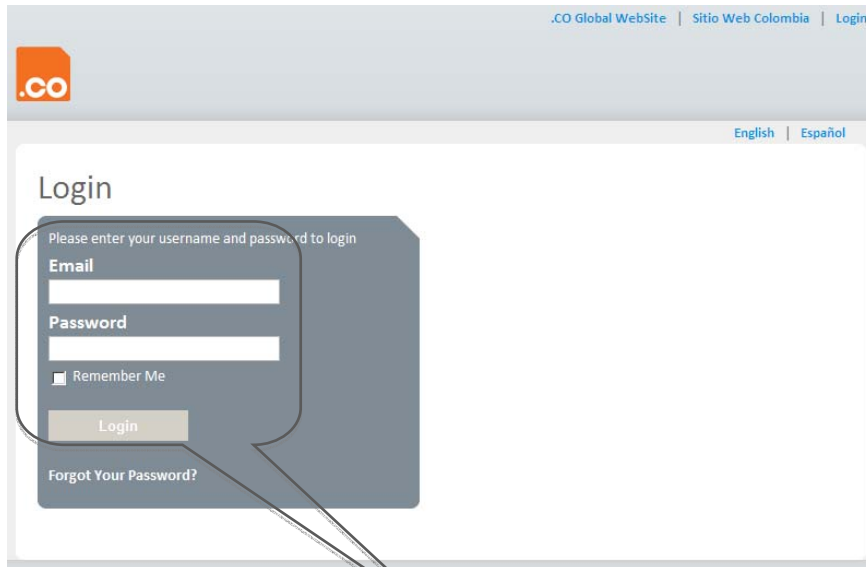 .CO Global WebSite | Sitio Web Colombia | Login
.co
English | Español
Login
Please enter your username and password to login
Email
Password
Remember Me
Login
Forgot Your Password?